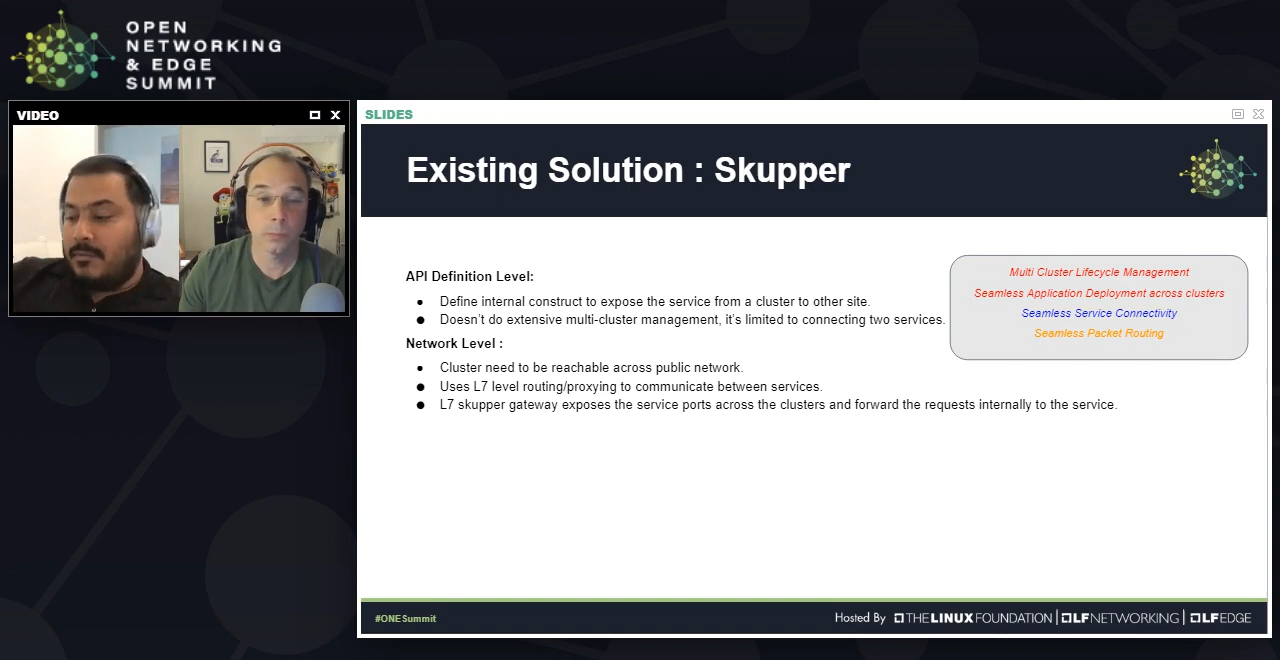 OPEN
NETWORKING
& EDGE
SUMMIT
VIDEO
SLIDES
Existing Solution : Skupper
API Definition Level:
● Define internal construct to expose the service from a cluster to other site.
● Doesn't do extensive multi-cluster management, it's limited to connecting two services.
Network Level :
● Cluster need to be reachable across public network.
● Uses L7 level routing/proxying to communicate between services.
● L7 skupper gateway exposes the service ports across the clusters and forward the requests internally to the service.
Multi Cluster Lifecycle Management
Seamless Application Deployment across clusters
Seamless Service Connectivity
Seamless Packet Routing
#ONESummit
Hosted By THE LINUX FOUNDATION | LF NETWORKING | LF EDGE